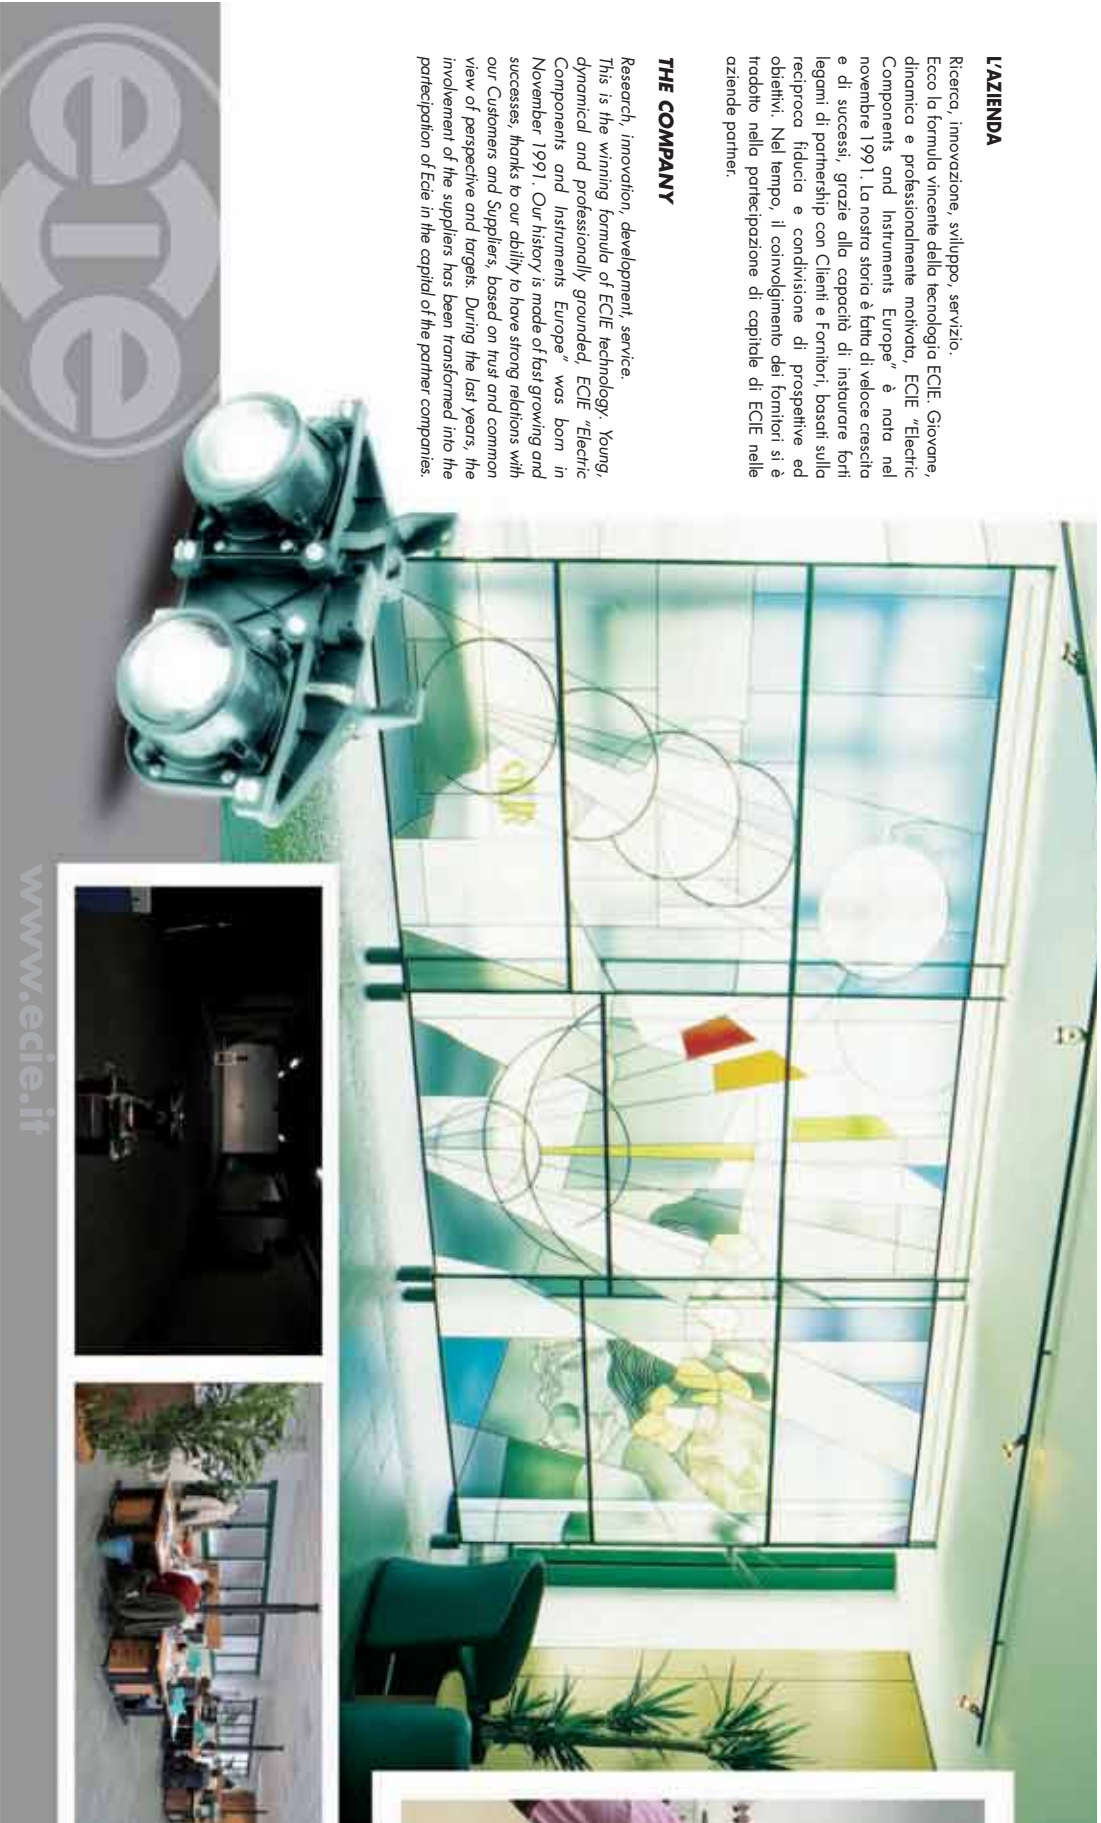 L'AZIENDA
Ricerca, innovazione, sviluppo, servizio.
Ecco la formula vincente della tecnologia ECIE. Giovane,
dinamica e professionalmente motivata, ECIE “Electric
Components and Instruments Europe” è nata nel
novembre 1991. La nostra storia è fatta di veloce crescita
e di successi, grazie alla capacità di instaurare forti
legami di partnership con Clienti e Fornitori, basati sulla
reciproca fiducia e condivisione di prospettive ed
obiettivi. Nel tempo, il coinvolgimento dei fornitori si è
tradotto nella partecipazione di capitale di ECIE nelle
aziende partner.
THE COMPANY
Research, innovation, development, service.
This is the winning formula of ECIE technology. Young,
dynamical and professionally grounded, ECIE “Electric
Components and Instruments Europe” was born in
November 1991. Our history is made of fast growing and
successes, thanks to our ability to have strong relations with
our Customers and Suppliers, based on trust and common
view of perspective and targets. During the last years, the
involvement of the suppliers has been transformed into the
partecipation of Ecie in the capital of the partner companies.
ecie
www.ecie.it